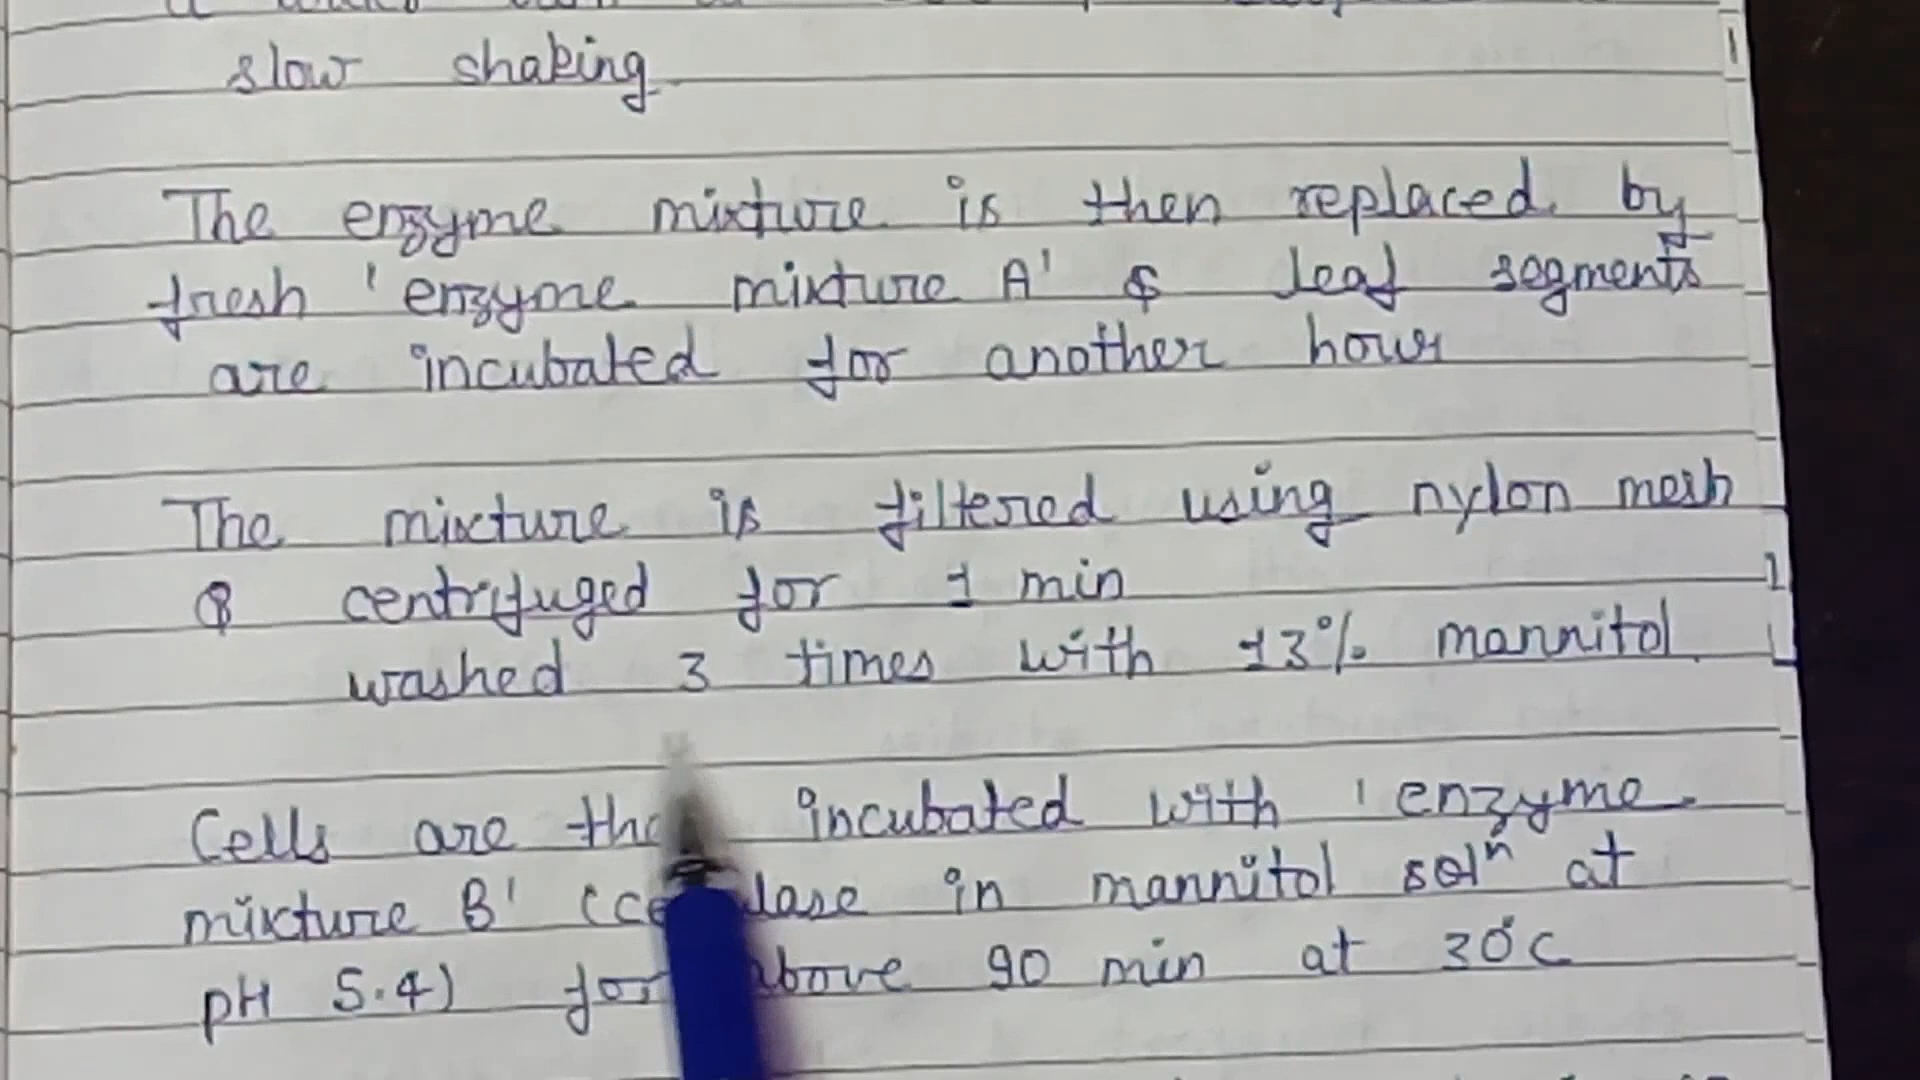 slow shaking
The enzyme mixture is then replaced by
fresh 'enzyme mixture A' & leaf segments
are incubated for another hour
The mixture is filtered using nylon mesh
& centrifuged for 1 min
washed 3 times with 13% mannitol
Cells are incubated with 'enzyme
mixture B' in mannitol solⁿ at
pH 5.4) for above 90 min at 30°C